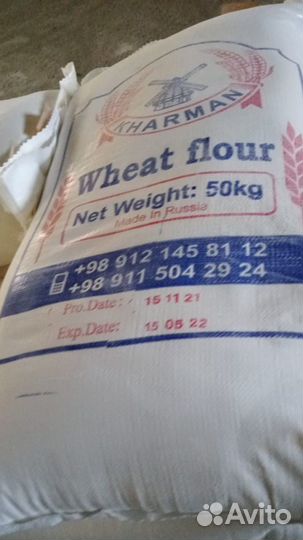 KHARMAN
Wheat flour
Net Weight: 50kg
Made in Russia
+98 912 145 81 12
+98 911 504 29 24
Pro.Date: 15 11 21
Exp.Date: 15 05 22
Avito